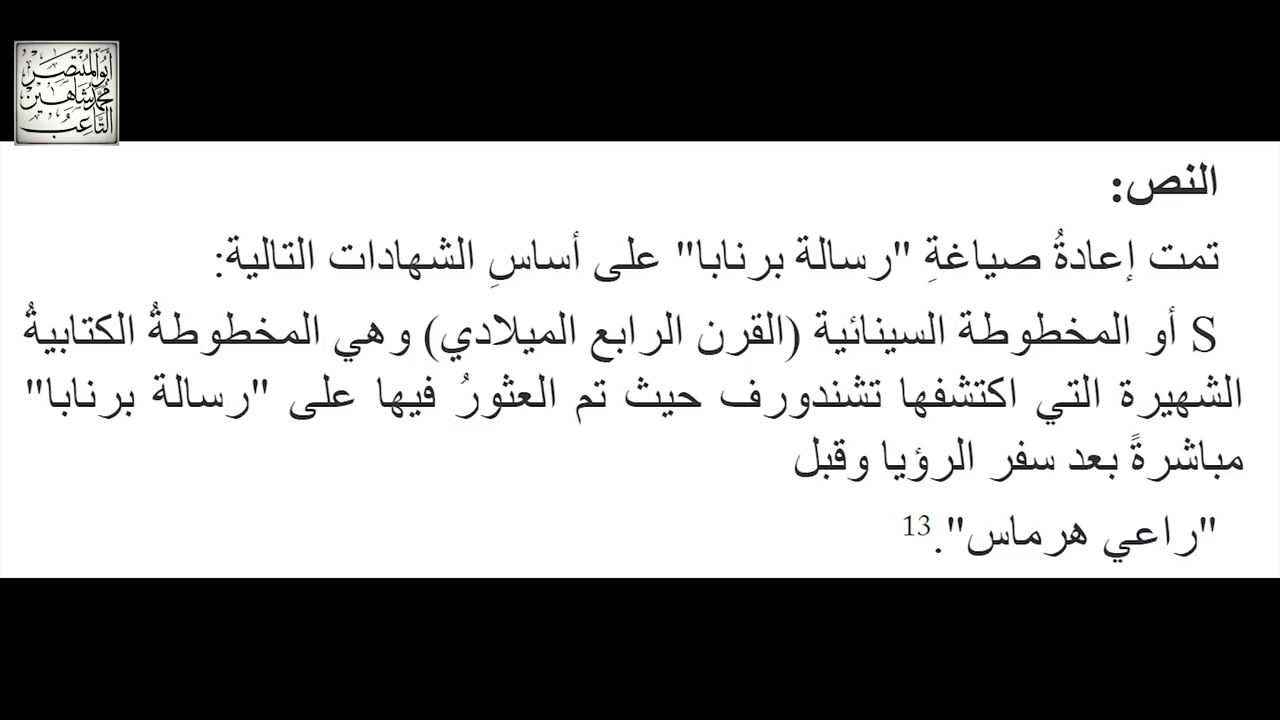 أبو المنتصر
محمد شاهين
التاعب
النص:
تمت إعادةُ صياغةِ "رسالة برنابا" على أساسِ الشهادات التالية:
S أو المخطوطة السينائية (القرن الرابع الميلادي) وهي المخطوطةُ الكتابيةُ
الشهيرة التي اكتشفها تشندورف حيث تم العثورُ فيها على "رسالة برنابا"
مباشرةً بعد سفر الرؤيا وقبل
"راعي هرماس".13